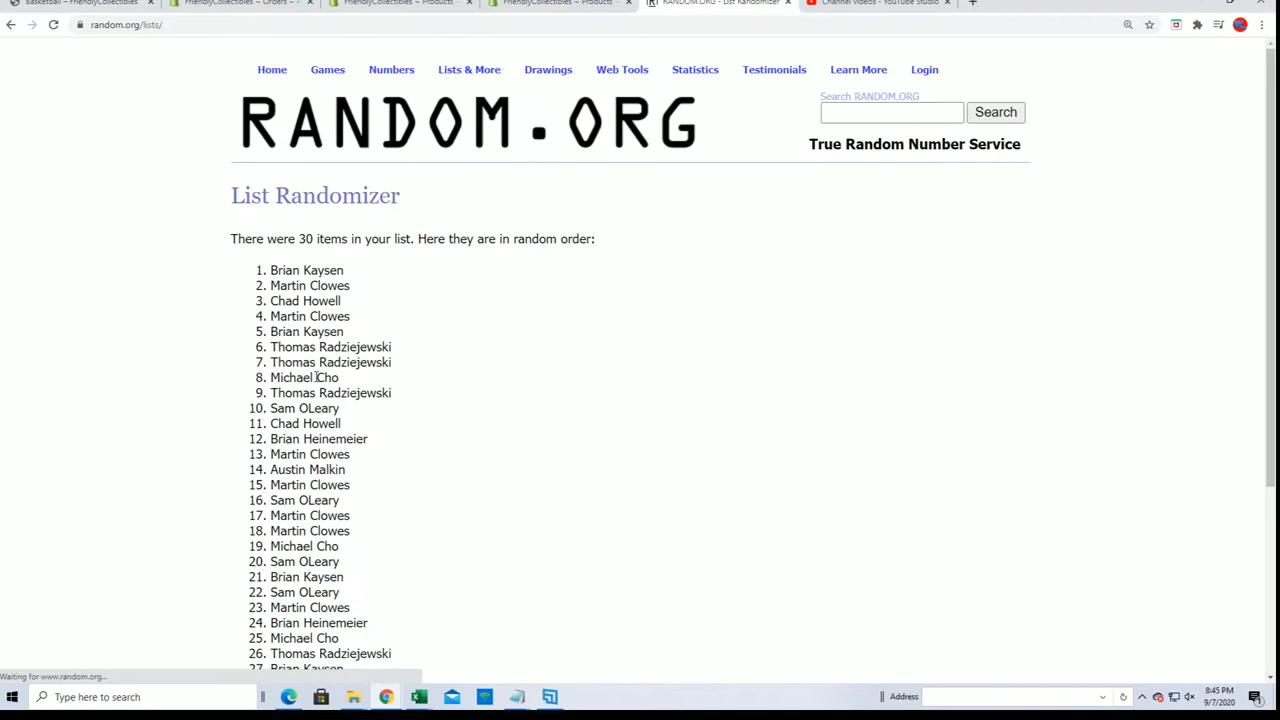 Basketball – FriendlyCollectibles
FriendlyCollectibles ~ Orders ~
FriendlyCollectibles ~ Products ~
FriendlyCollectibles ~ Products ~
RANDOM.ORG - List Randomizer
Channel videos - YouTube Studio
random.org/lists/
Home Games Numbers Lists & More Drawings Web Tools Statistics Testimonials Learn More Login
Search RANDOM.ORG
Search
RANDOM.ORG
True Random Number Service
List Randomizer
There were 30 items in your list. Here they are in random order:
1. Brian Kaysen
2. Martin Clowes
3. Chad Howell
4. Martin Clowes
5. Brian Kaysen
6. Thomas Radziejewski
7. Thomas Radziejewski
8. Michael Cho
9. Thomas Radziejewski
10. Sam OLeary
11. Chad Howell
12. Brian Heinemeier
13. Martin Clowes
14. Austin Malkin
15. Martin Clowes
16. Sam OLeary
17. Martin Clowes
18. Martin Clowes
19. Michael Cho
20. Sam OLeary
21. Brian Kaysen
22. Sam OLeary
23. Martin Clowes
24. Brian Heinemeier
25. Michael Cho
26. Thomas Radziejewski
27. Brian Kaysen
Waiting for www.random.org...
Type here to search
Address
8:45 PM
9/7/2020